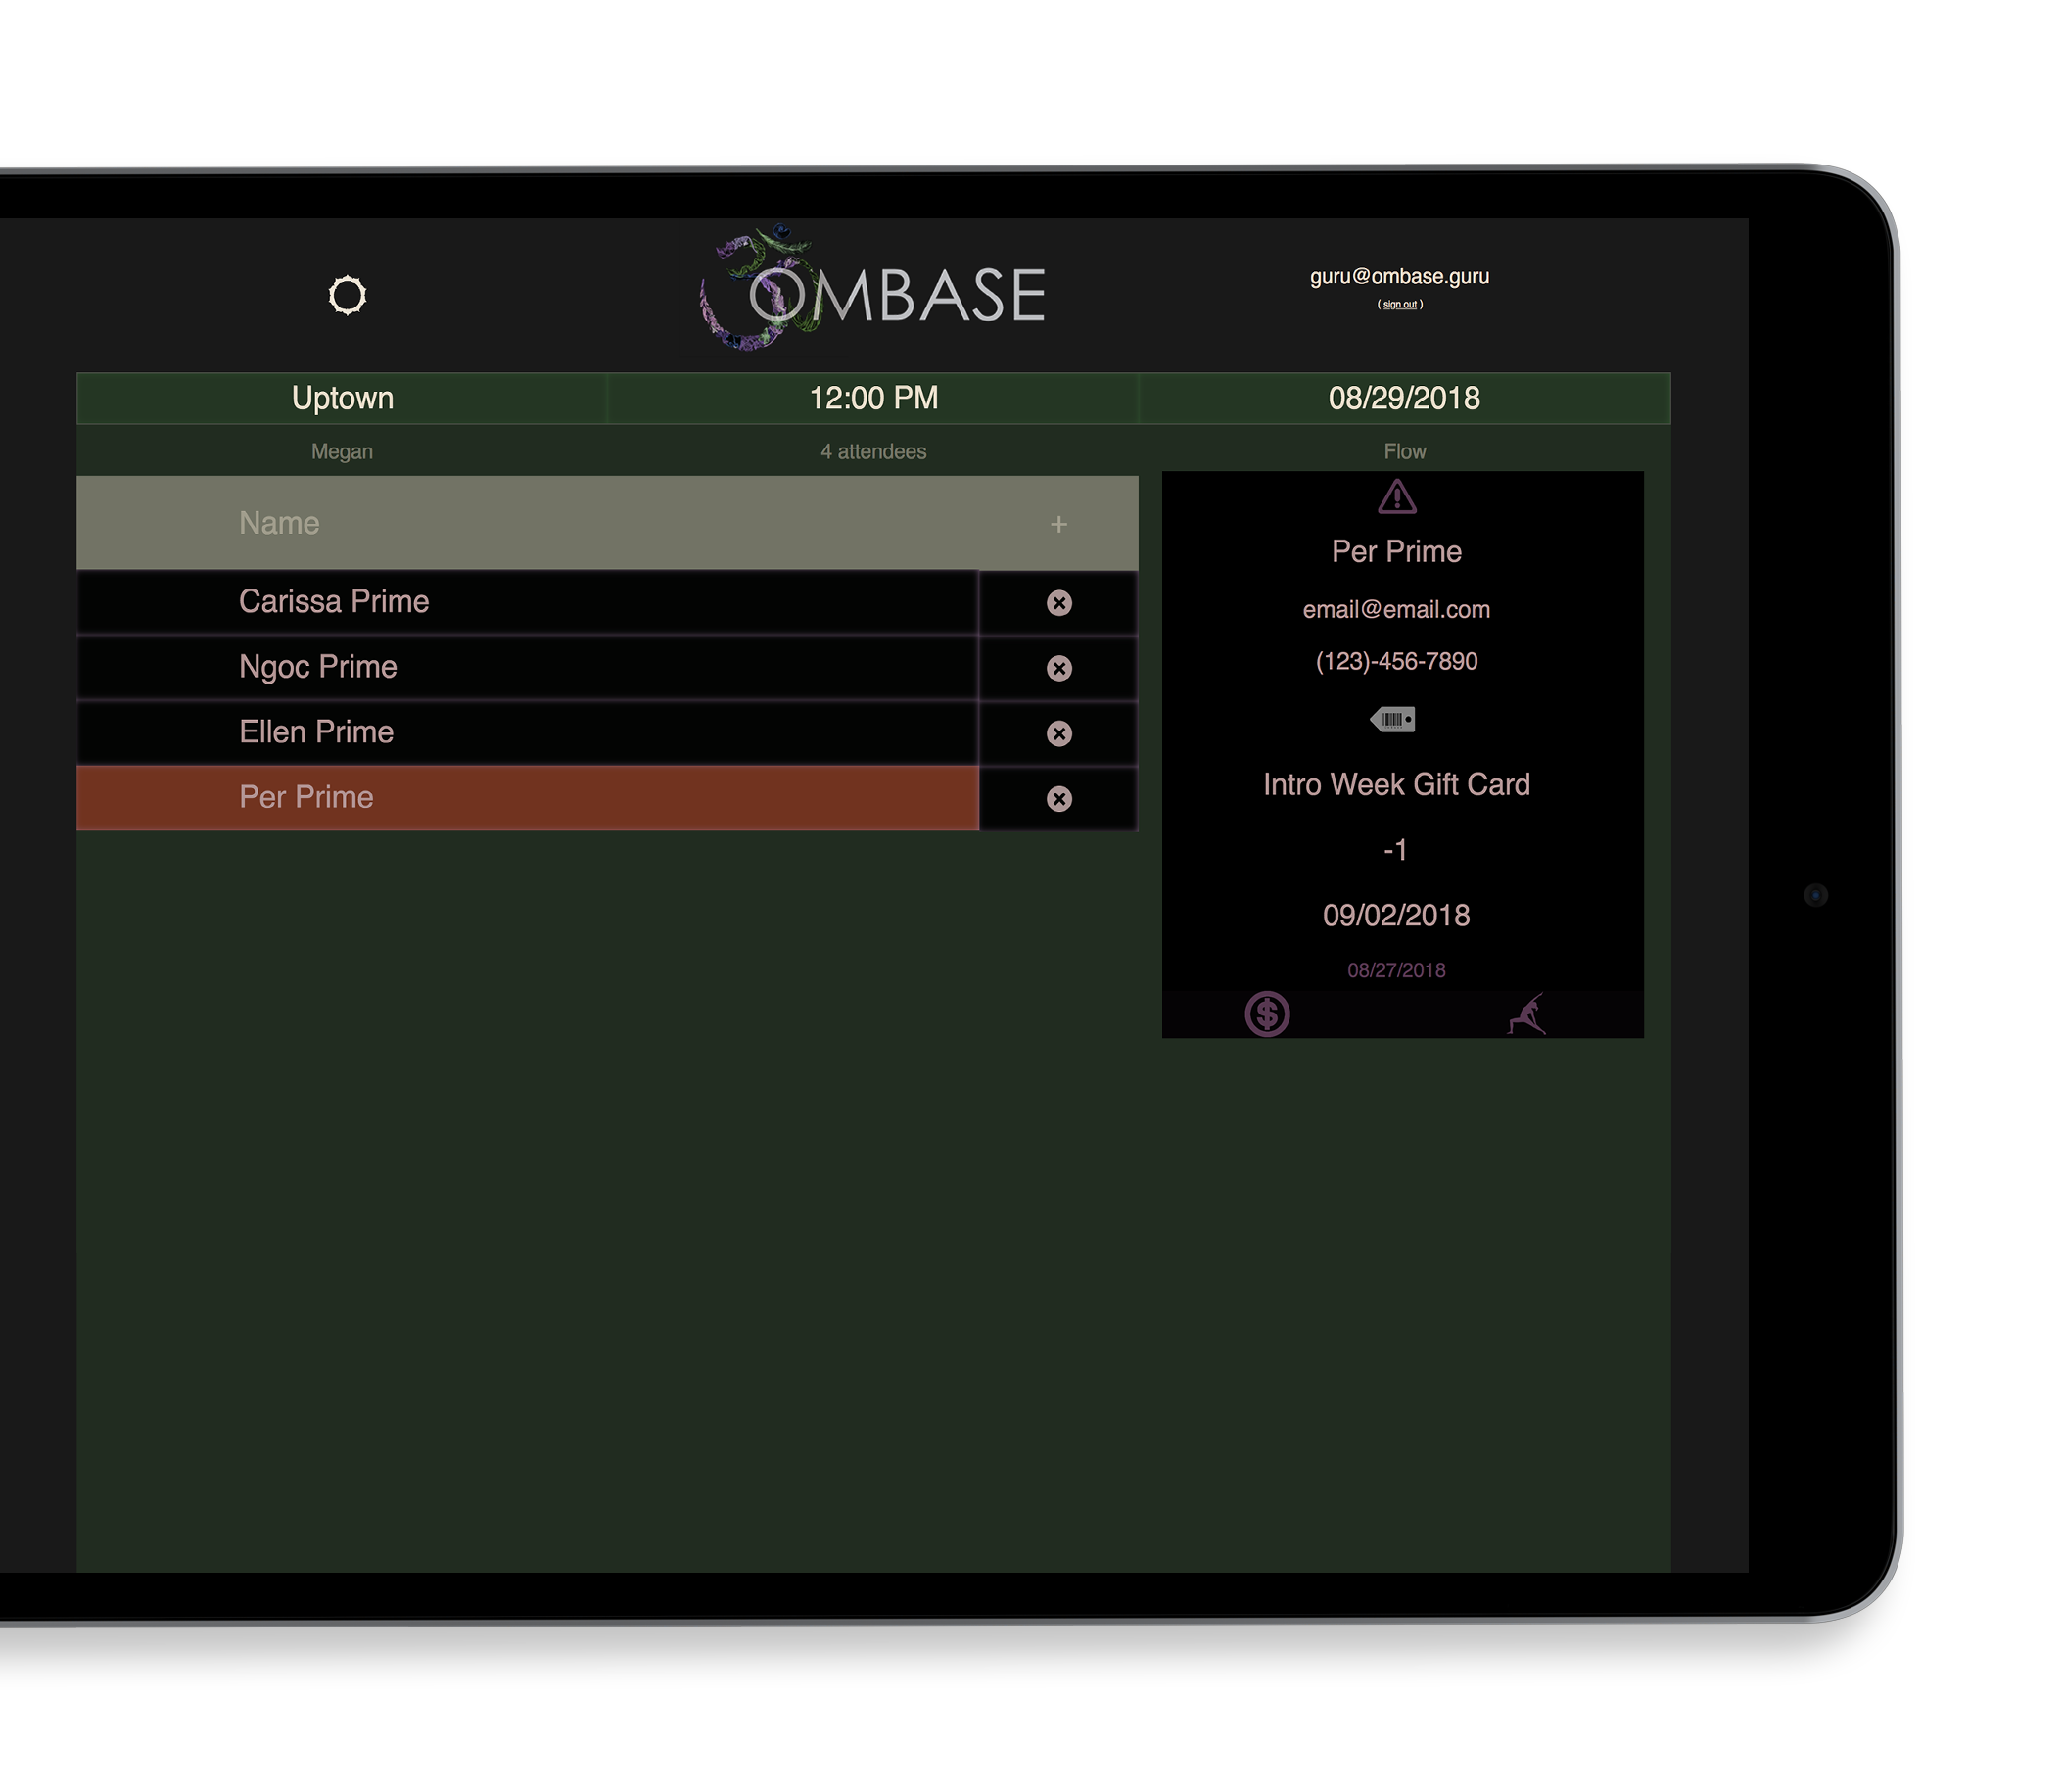 OMBASE
guru@ombase.guru
( sign out )
Uptown 12:00 PM 08/29/2018
Megan 4 attendees Flow
Name +
Carissa Prime
Ngoc Prime
Ellen Prime
Per Prime
Per Prime
email@email.com
(123)-456-7890
Intro Week Gift Card
-1
09/02/2018
08/27/2018